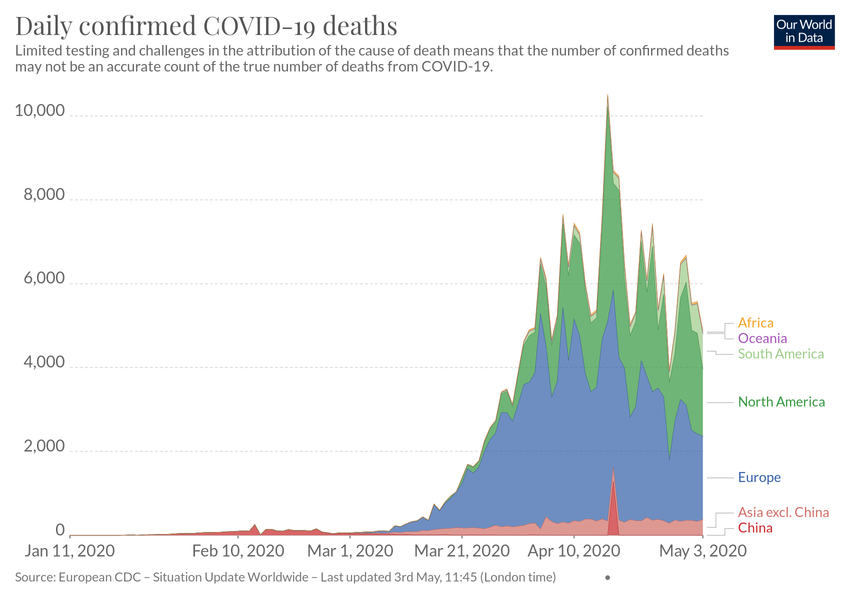 Daily confirmed COVID-19 deaths
Our World
in Data
Limited testing and challenges in the attribution of the cause of death means that the number of confirmed deaths
may not be an accurate count of the true number of deaths from COVID-19.
10,000
8,000
6,000
4,000
2,000
0
Africa
Oceania
South America
North America
Europe
Asia excl. China
China
Jan 11, 2020
Feb 10, 2020
Mar 1, 2020
Mar 21, 2020
Apr 10, 2020
May 3, 2020
Source: European CDC – Situation Update Worldwide – Last updated 3rd May, 11:45 (London time)